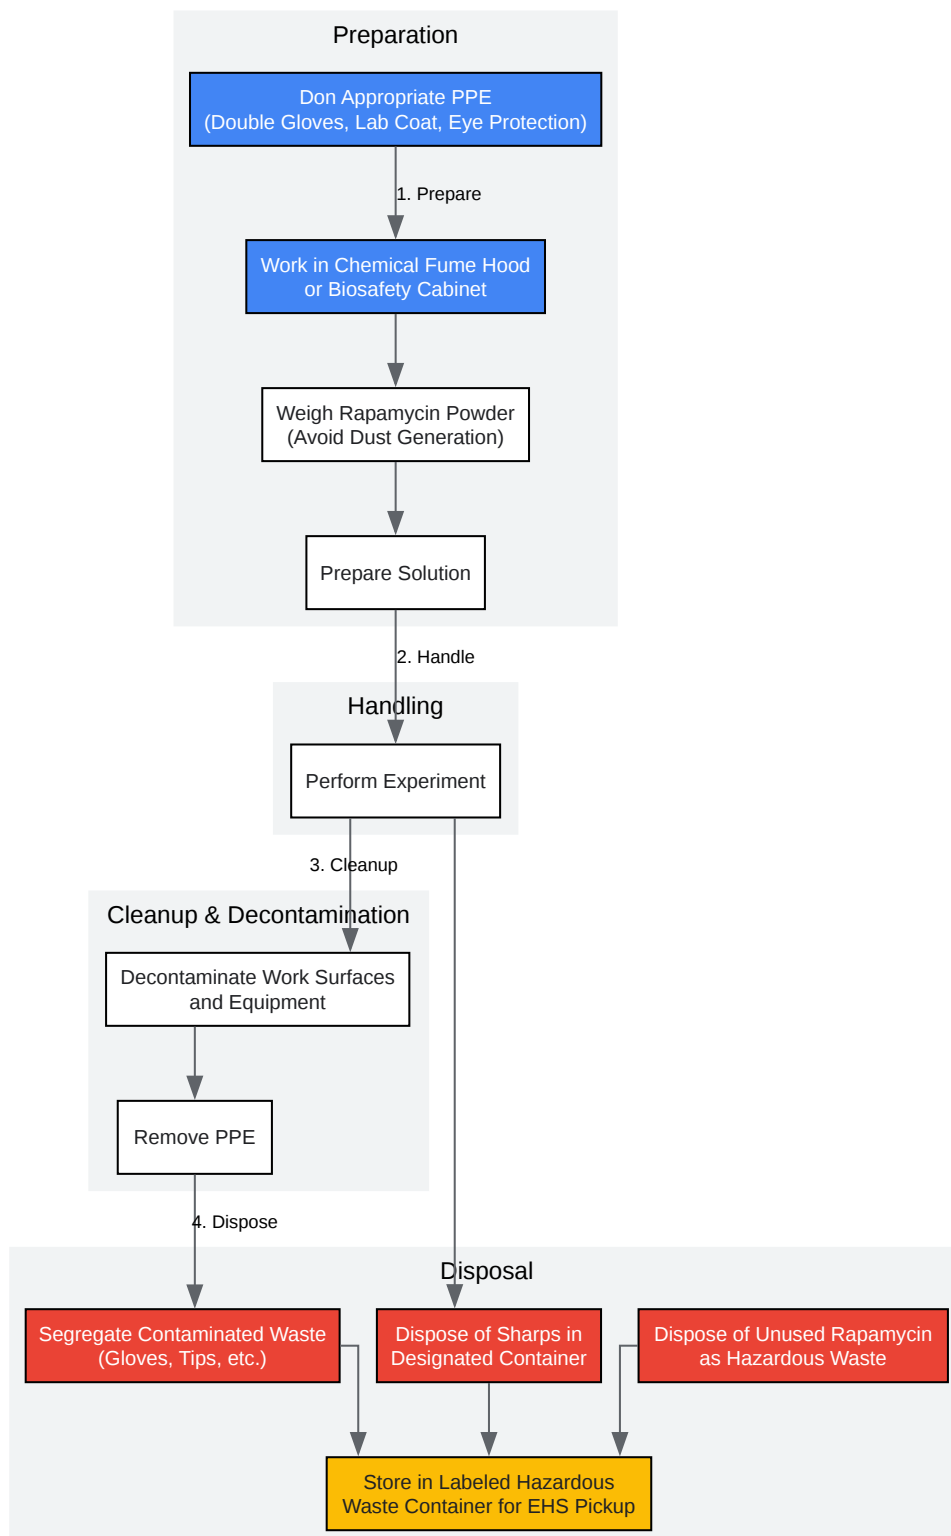 Preparation
Don Appropriate PPE
(Double Gloves, Lab Coat, Eye Protection)
1. Prepare
Work in Chemical Fume Hood
or Biosafety Cabinet
Weigh Rapamycin Powder
(Avoid Dust Generation)
Prepare Solution
2. Handle
Handling
Perform Experiment
3. Cleanup
Cleanup & Decontamination
Decontaminate Work Surfaces
and Equipment
Remove PPE
4. Dispose
Disposal
Segregate Contaminated Waste
(Gloves, Tips, etc.)
Dispose of Sharps in
Designated Container
Dispose of Unused Rapamycin
as Hazardous Waste
Store in Labeled Hazardous
Waste Container for EHS Pickup